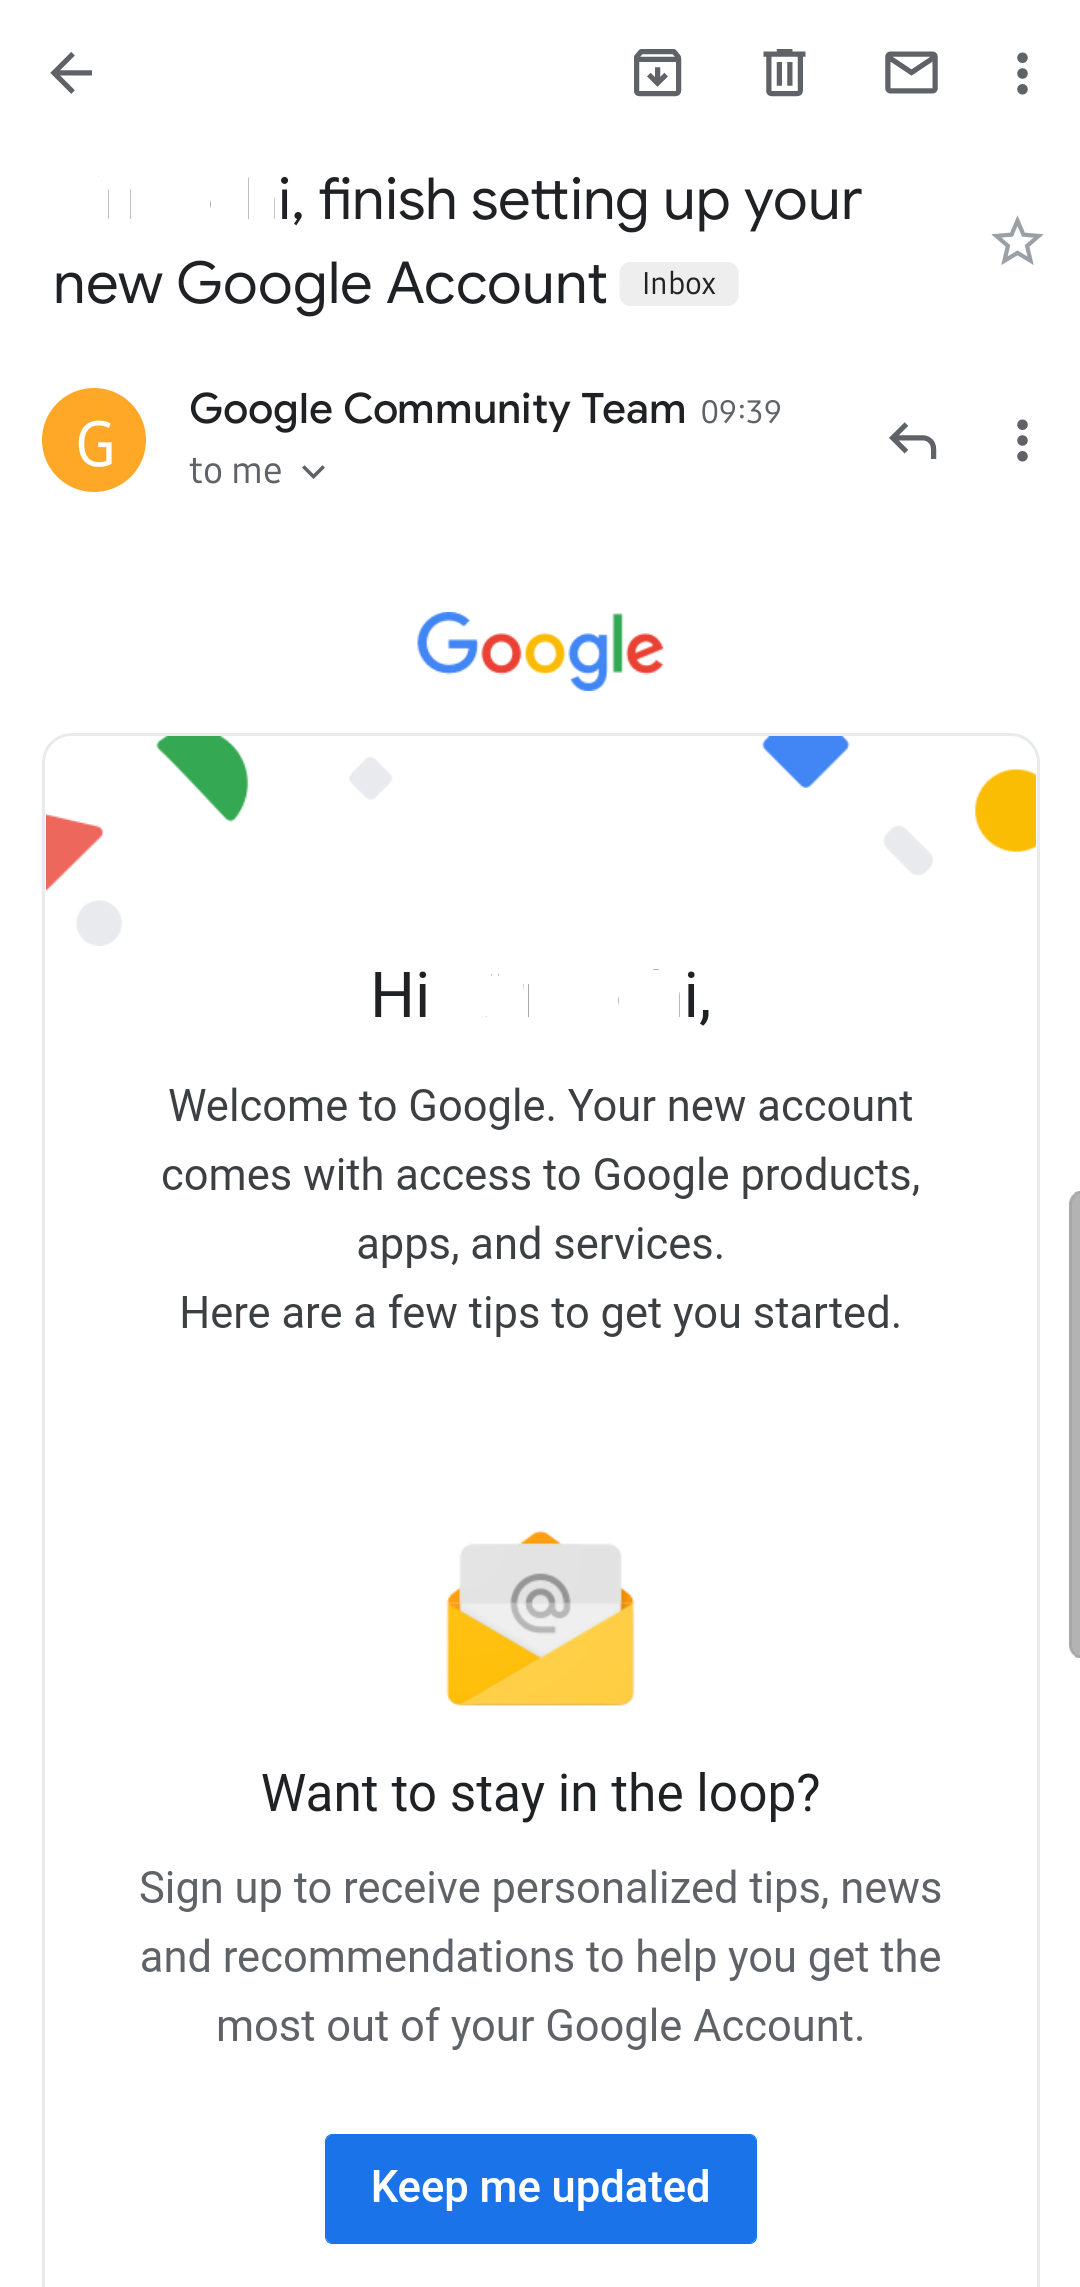 finish setting up your
new Google Account Inbox
G
Google Community Team 09:39
to me
Google
Hi
Welcome to Google. Your new account
comes with access to Google products,
apps, and services.
Here are a few tips to get you started.
@
Want to stay in the loop?
Sign up to receive personalized tips, news
and recommendations to help you get the
most out of your Google Account.
Keep me updated